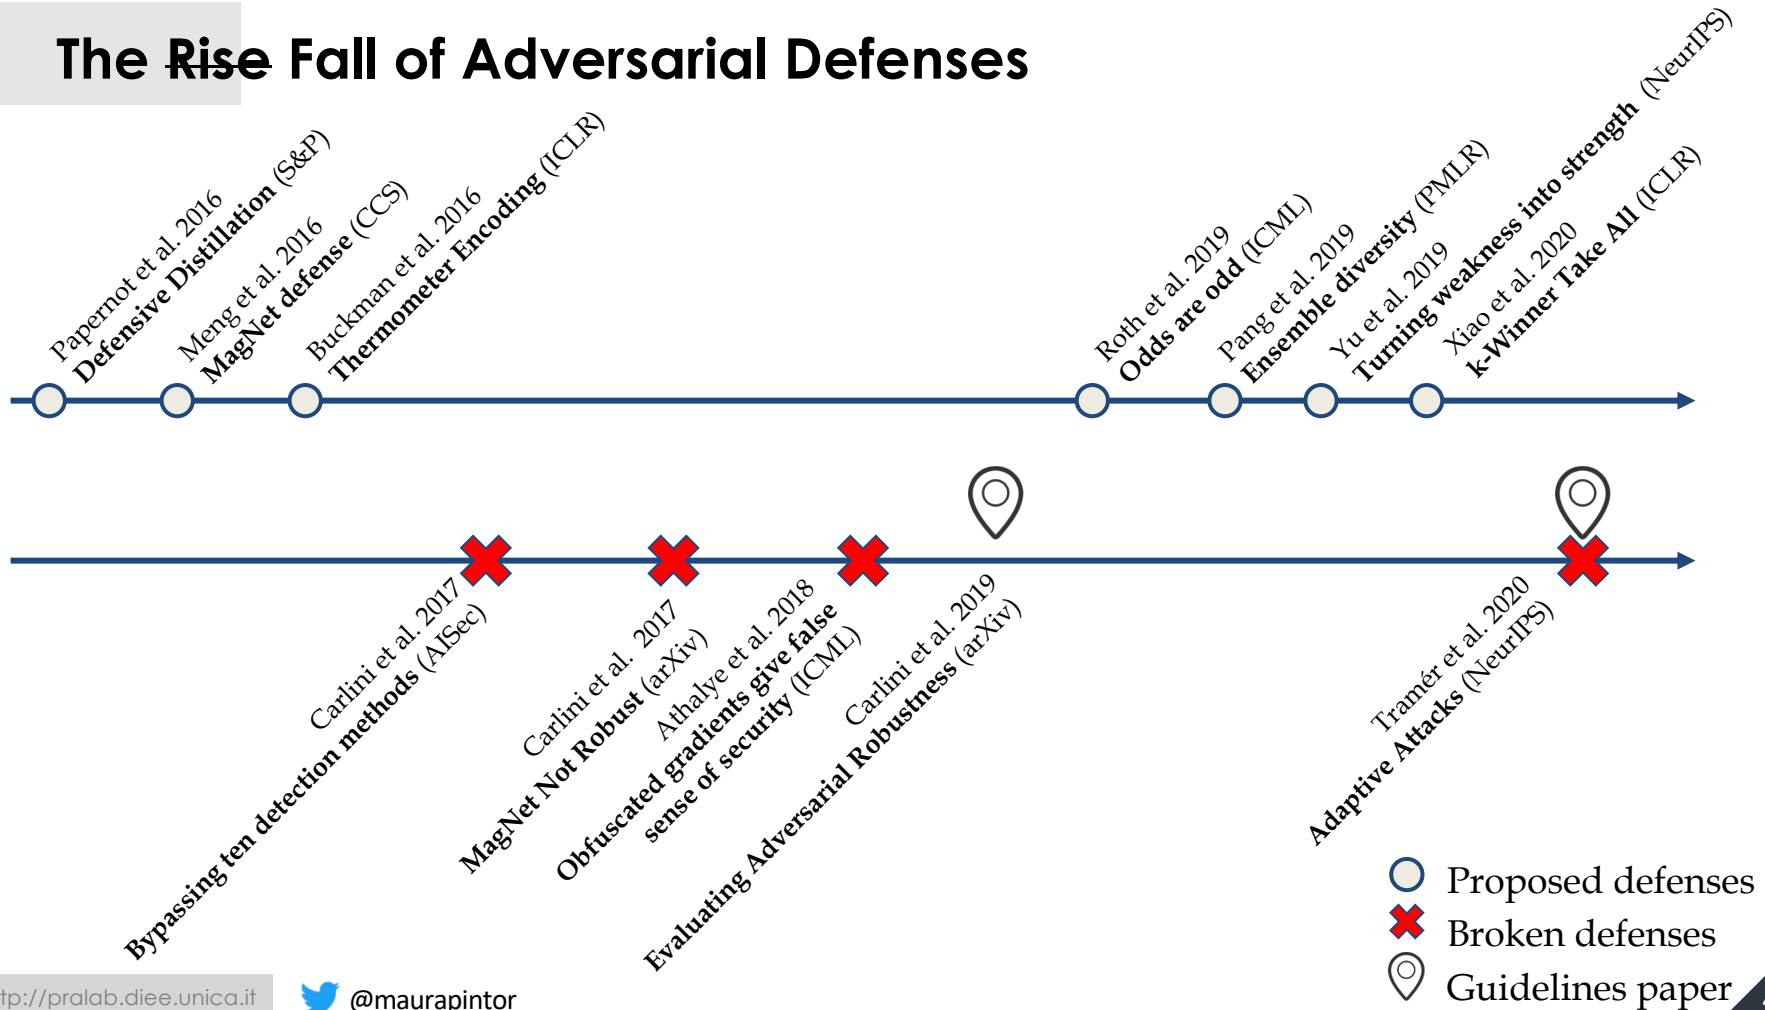 The Rise Fall of Adversarial Defenses
Papernot et al. 2016
Defensive Distillation (S&P)
Meng et al. 2016
MagNet defense (CCS)
Buckman et al. 2016
Thermometer Encoding (ICLR)
Roth et al. 2019
Odds are odd (ICML)
Pang et al. 2019
Ensemble diversity (PMLR)
Yu et al. 2019
Turning weakness into strength (NeurIPS)
Xiao et al. 2020
k-Winner Take All (ICLR)
Carlini et al. 2017
Bypassing ten detection methods (AISec)
Carlini et al. 2017
MagNet Not Robust (arXiv)
Athalye et al. 2018
Obfuscated gradients give false
sense of security (ICML)
Carlini et al. 2019
Evaluating Adversarial Robustness (arXiv)
Tramér et al. 2020
Adaptive Attacks (NeurIPS)
Proposed defenses
Broken defenses
Guidelines paper
tp://pralab.diee.unica.it
@maurapintor